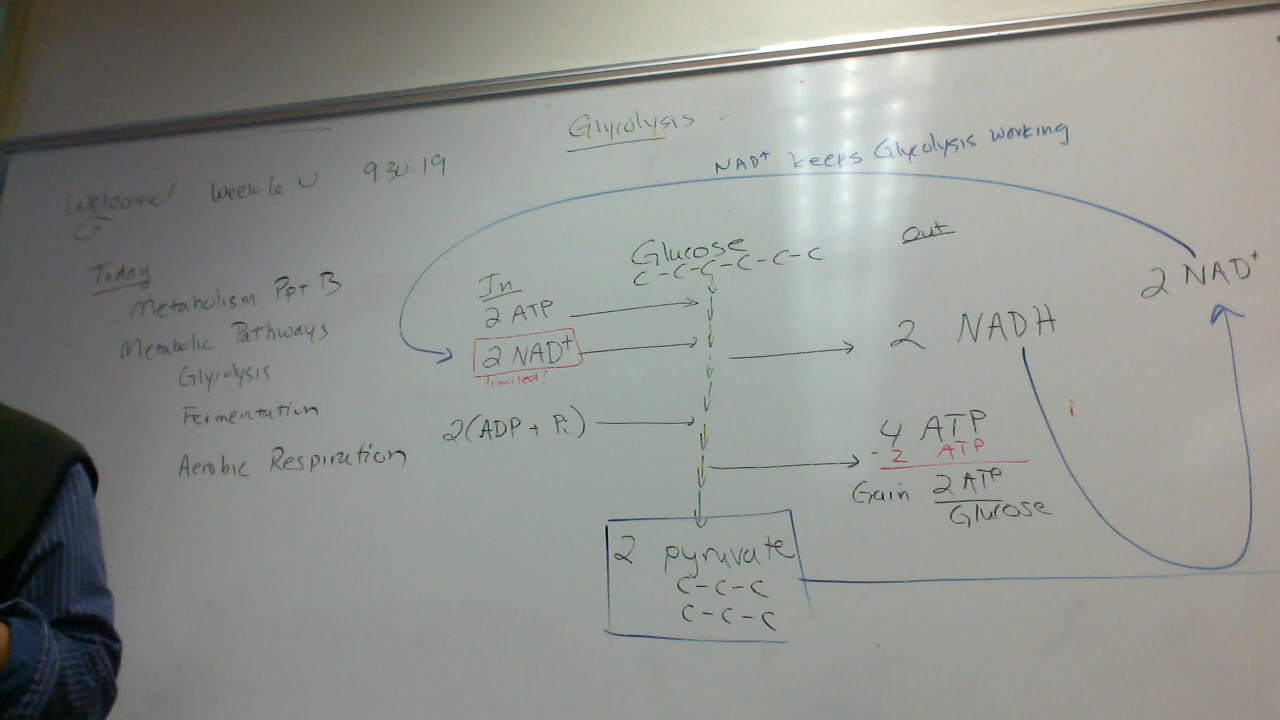 Glycolysis
Welcome! Week 6 9.30.19
NAD+ keeps Glycolysis working
Today
Metabolism Ppt B
Metabolic Pathways
Glycolysis
Fermentation
Aerobic Respiration
In
2 ATP
2 NAD+
limited!
2(ADP + Pi)
Glucose
C-C-C-C-C-C
2 pyruvate
C-C-C
C-C-C
Out
2 NADH
4 ATP
- 2 ATP
Gain 2 ATP
Glucose
2 NAD+